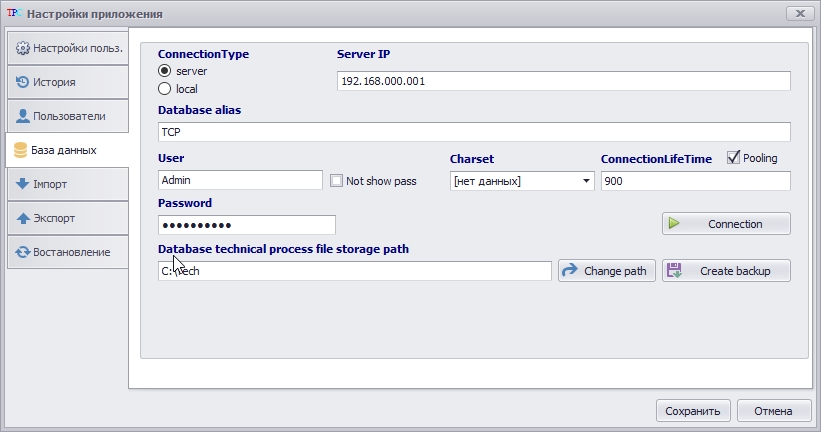 TPC Настройки приложения
Настройки польз.
История
Пользователи
База данных
Імпорт
Экспорт
Востановление
ConnectionType
server
local
Server IP
192.168.000.001
Database alias
TCP
User
Admin
Not show pass
Charset
[нет данных]
ConnectionLifeTime
Pooling
900
Password
Connection
Database technical process file storage path
Change path
Create backup
Сохранить
Отмена